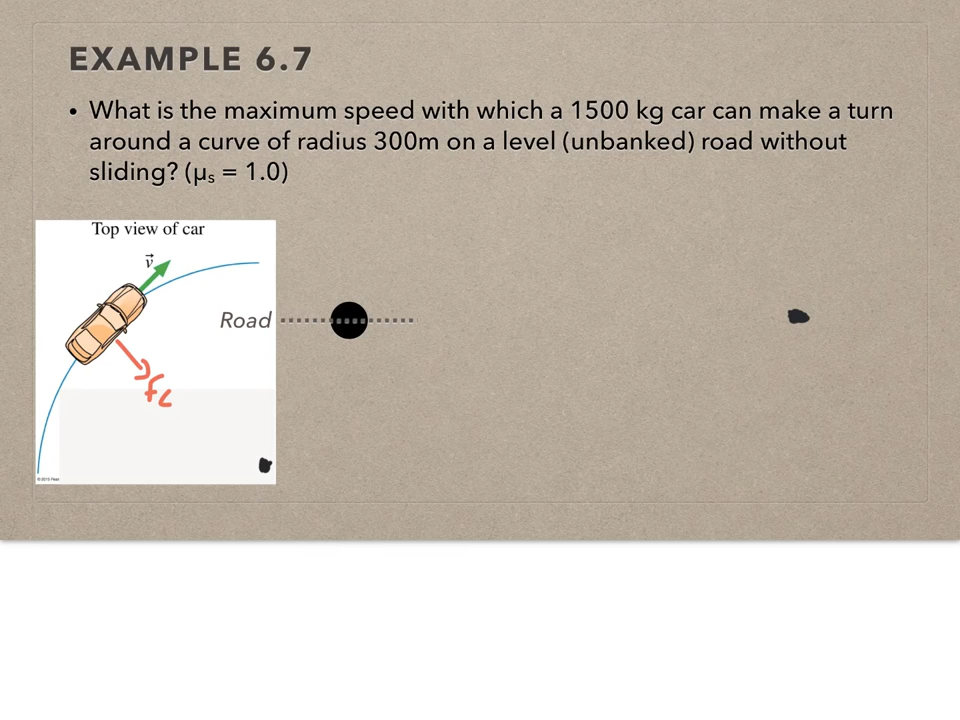 EXAMPLE 6.7
• What is the maximum speed with which a 1500 kg car can make a turn
around a curve of radius 300m on a level (unbanked) road without
sliding? (μₛ = 1.0)
Top view of car
v⃗
Road
fc